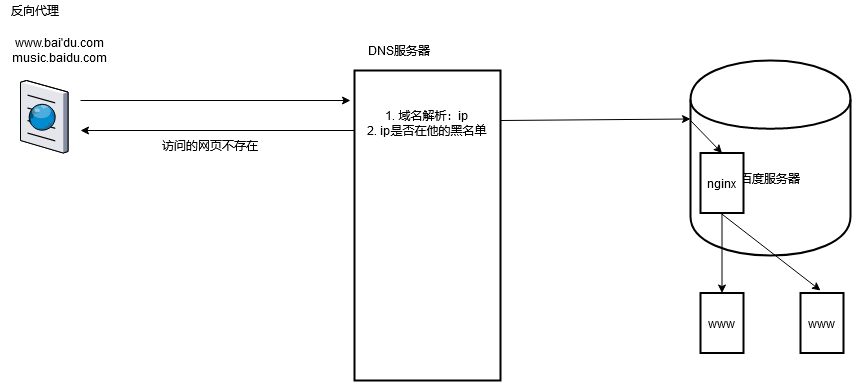 反向代理
www.bai'du.com
music.baidu.com
DNS服务器
1. 域名解析：ip
2. ip是否在他的黑名单
访问的网页不存在
nginx
百度服务器
www
www